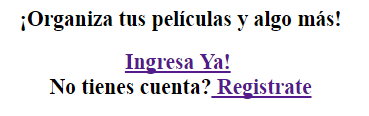 ¡Organiza tus películas y algo más!
Ingresa Ya!
No tienes cuenta? Registrate